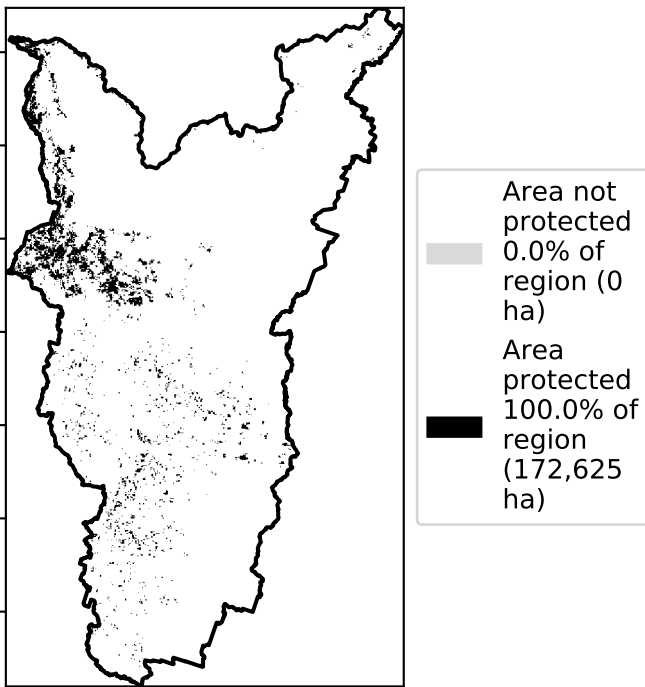 Area not
protected
0.0% of
region (0
ha)
Area
protected
100.0% of
region
(172,625
ha)